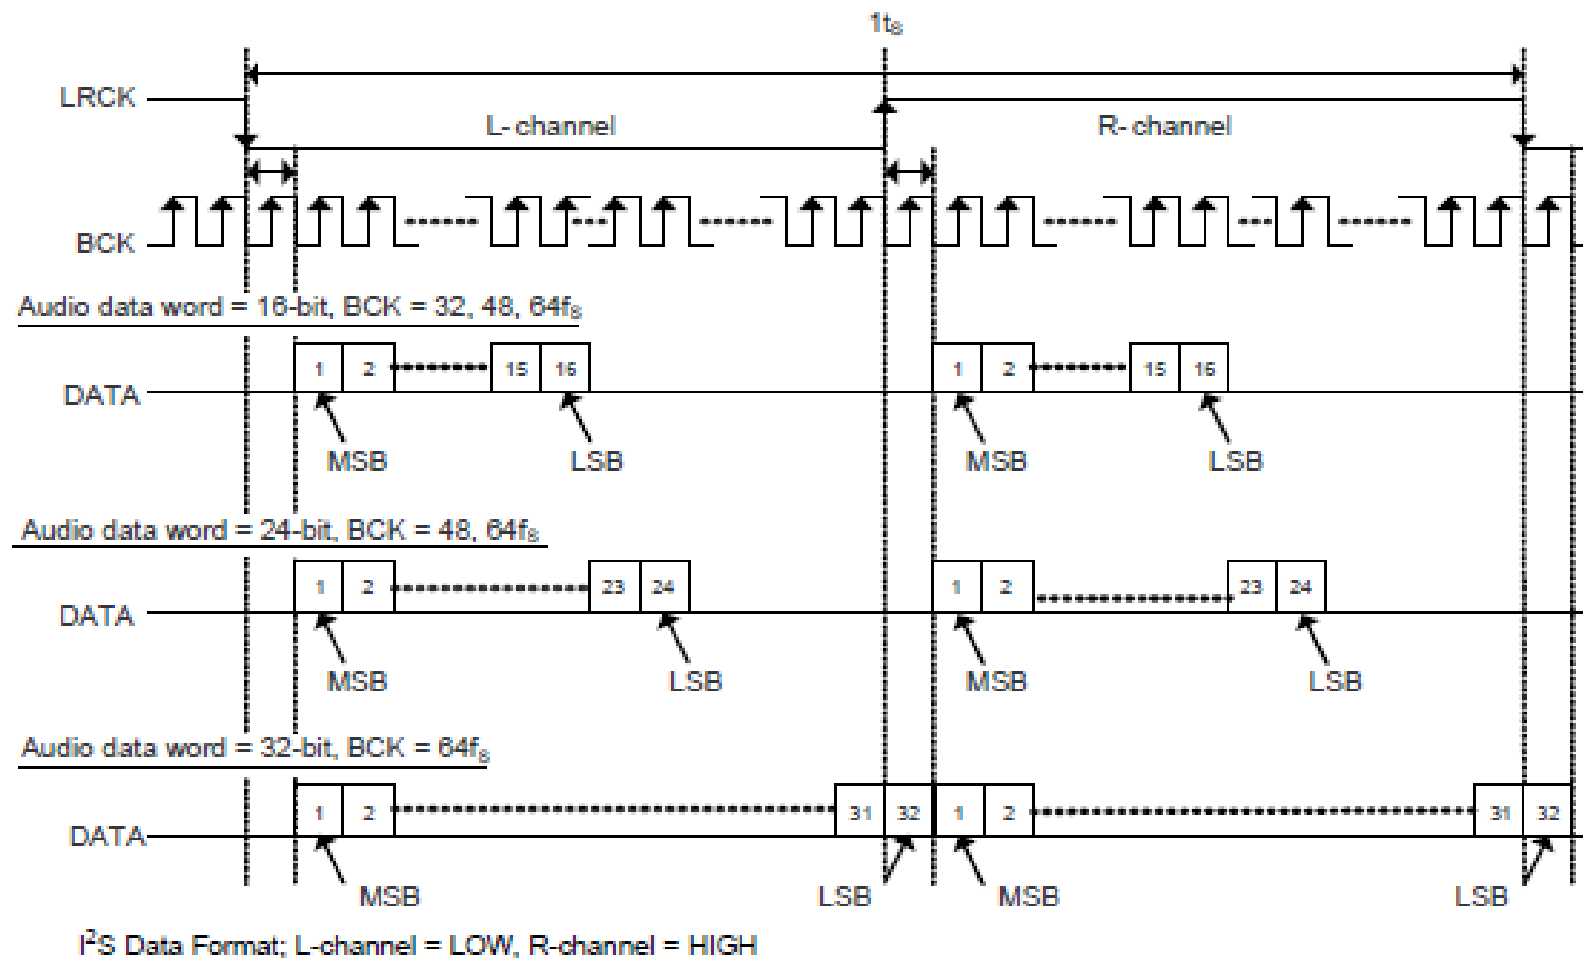 1ts
LRCK
L- channel
R- channel
BCK
Audio data word = 16-bit, BCK = 32, 48, 64fs
1 2 15 16 1 2 15 16
DATA
MSB LSB MSB LSB
Audio data word = 24-bit, BCK = 48, 64fs
1 2 23 24 1 2 23 24
DATA
MSB LSB MSB LSB
Audio data word = 32-bit, BCK = 64fs
1 2 31 32 1 2 31 32
DATA
MSB LSB MSB LSB
I²S Data Format; L-channel = LOW, R-channel = HIGH